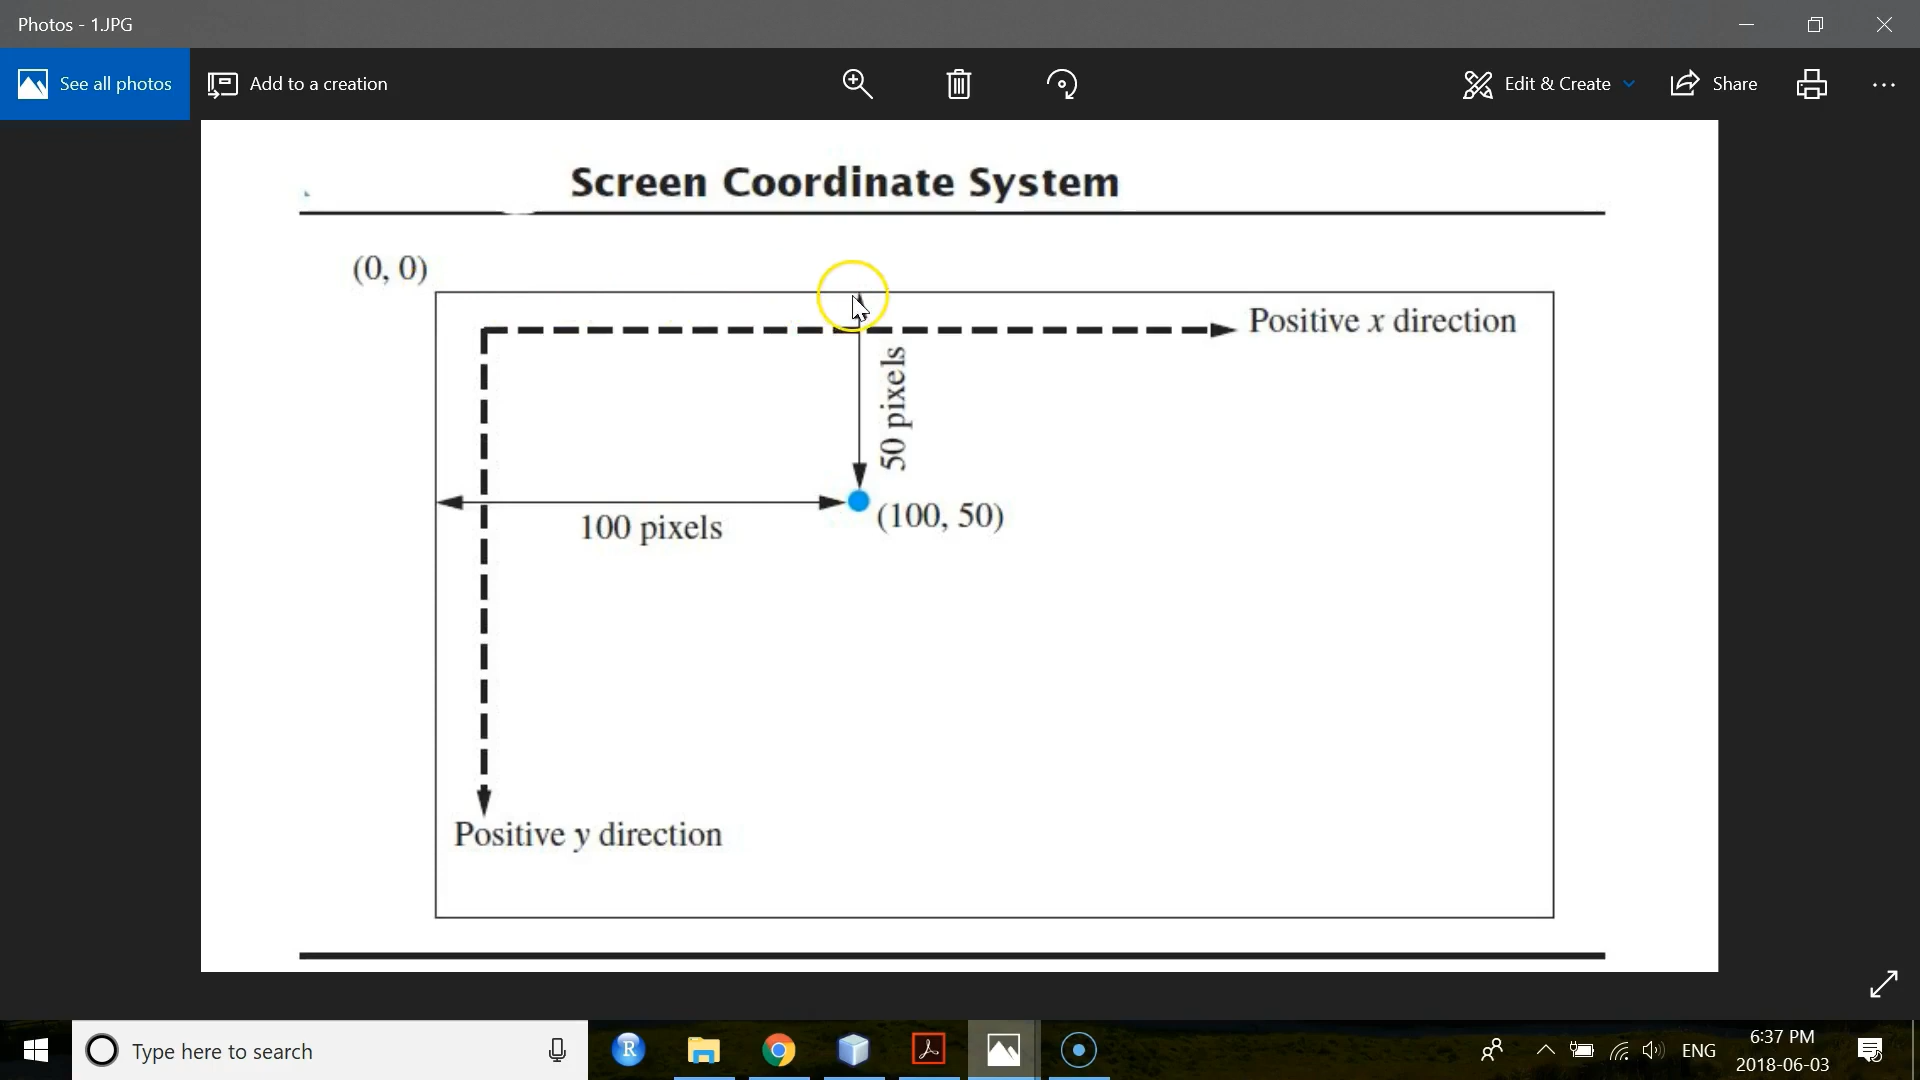 Photos - 1.JPG
See all photos
Add to a creation
Edit & Create
Share
Screen Coordinate System
(0, 0)
Positive x direction
50 pixels
100 pixels
(100, 50)
Positive y direction
Type here to search
R
ENG
6:37 PM
2018-06-03